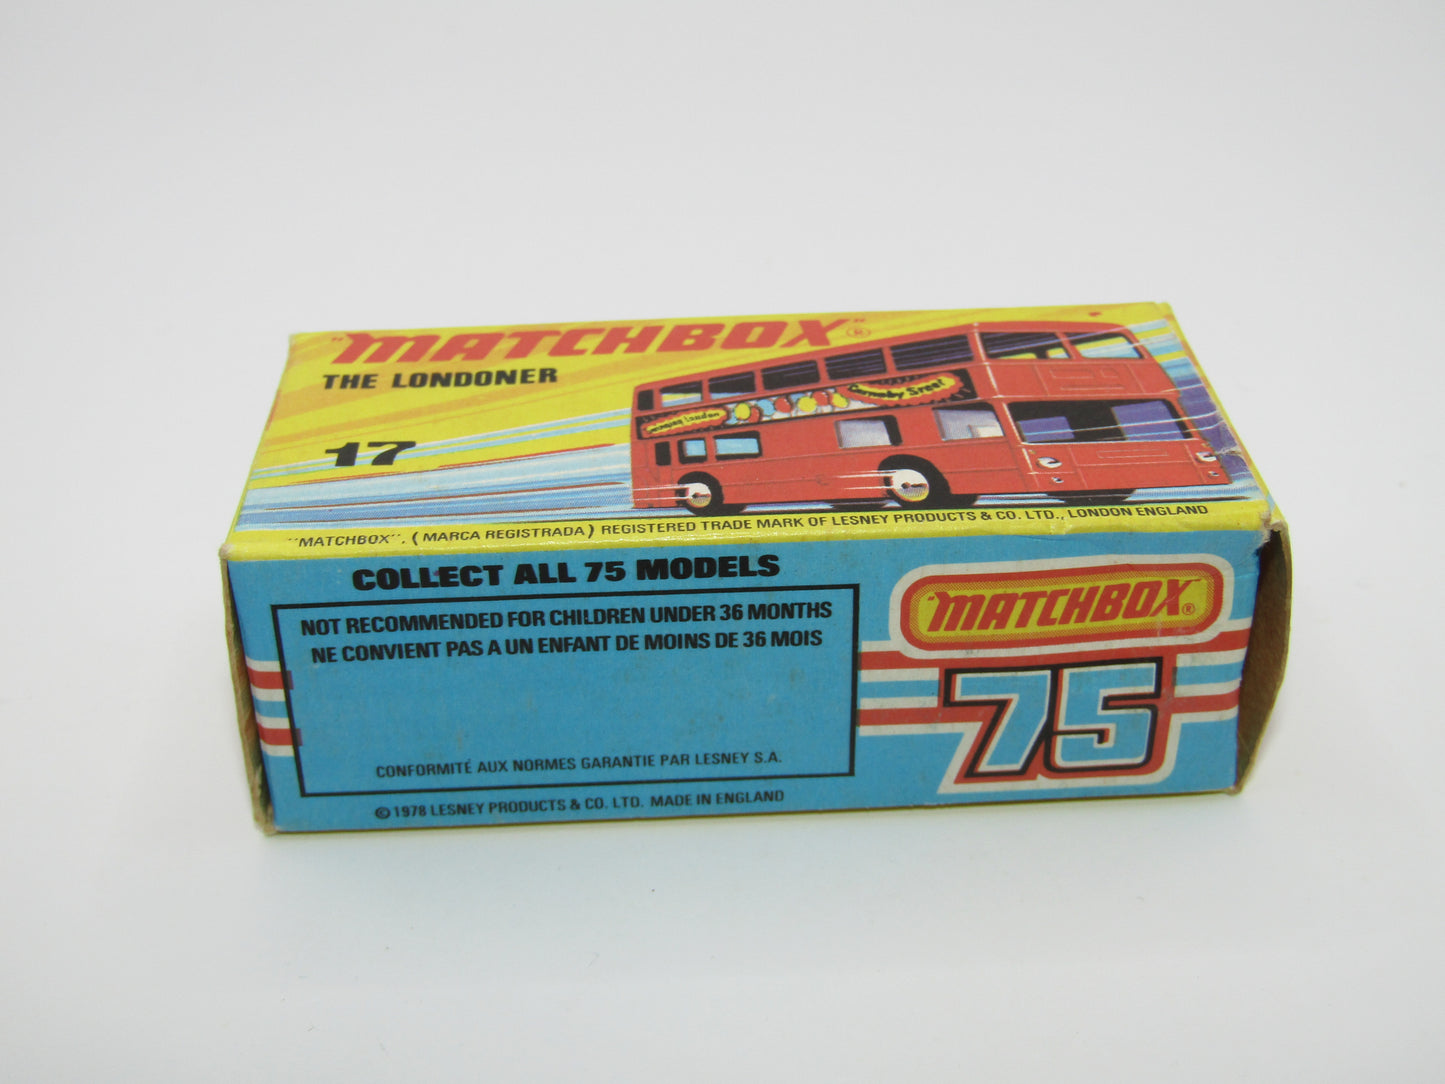 "MATCHBOX"®
THE LONDONER
17
Carnaby Street
"MATCHBOX", (MARCA REGISTRADA) REGISTERED TRADE MARK OF LESNEY PRODUCTS & CO. LTD., LONDON ENGLAND
COLLECT ALL 75 MODELS
NOT RECOMMENDED FOR CHILDREN UNDER 36 MONTHS
NE CONVIENT PAS A UN ENFANT DE MOINS DE 36 MOIS
CONFORMITÉ AUX NORMES GARANTIE PAR LESNEY S.A.
© 1978 LESNEY PRODUCTS & CO. LTD. MADE IN ENGLAND
"MATCHBOX"®
75